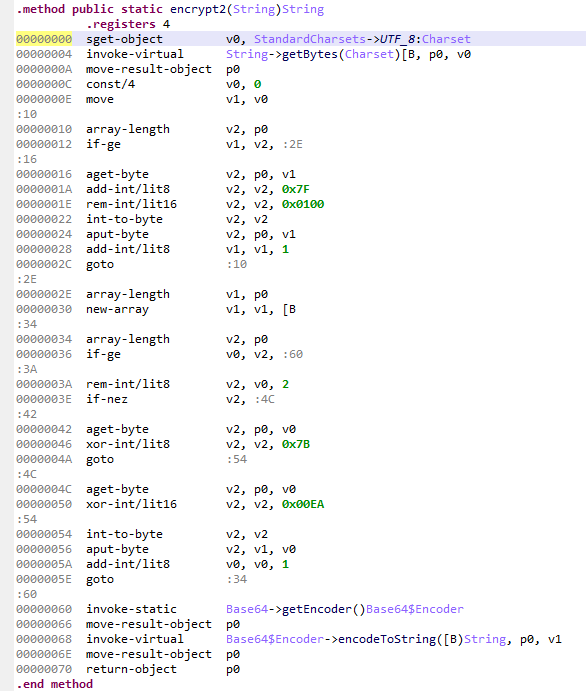 .method public static encrypt2(String)String
.registers 4
00000000 sget-object v0, StandardCharsets->UTF_8:Charset
00000004 invoke-virtual String->getBytes(Charset)[B, p0, v0
0000000A move-result-object p0
0000000C const/4 v0, 0
0000000E move v1, v0
:10
00000010 array-length v2, p0
00000012 if-ge v1, v2, :2E
:16
00000016 aget-byte v2, p0, v1
0000001A add-int/lit8 v2, v2, 0x7F
0000001E rem-int/lit16 v2, v2, 0x0100
00000022 int-to-byte v2, v2
00000024 aput-byte v2, p0, v1
00000028 add-int/lit8 v1, v1, 1
0000002C goto :10
:2E
0000002E array-length v1, p0
00000030 new-array v1, v1, [B
:34
00000034 array-length v2, p0
00000036 if-ge v0, v2, :60
:3A
0000003A rem-int/lit8 v2, v0, 2
0000003E if-nez v2, :4C
:42
00000042 aget-byte v2, p0, v0
00000046 xor-int/lit8 v2, v2, 0x7B
0000004A goto :54
:4C
0000004C aget-byte v2, p0, v0
00000050 xor-int/lit16 v2, v2, 0x00EA
:54
00000054 int-to-byte v2, v2
00000056 aput-byte v2, v1, v0
0000005A add-int/lit8 v0, v0, 1
0000005E goto :34
:60
00000060 invoke-static Base64->getEncoder()Base64$Encoder
00000066 move-result-object p0
00000068 invoke-virtual Base64$Encoder->encodeToString([B)String, p0, v1
0000006E move-result-object p0
00000070 return-object p0
.end method